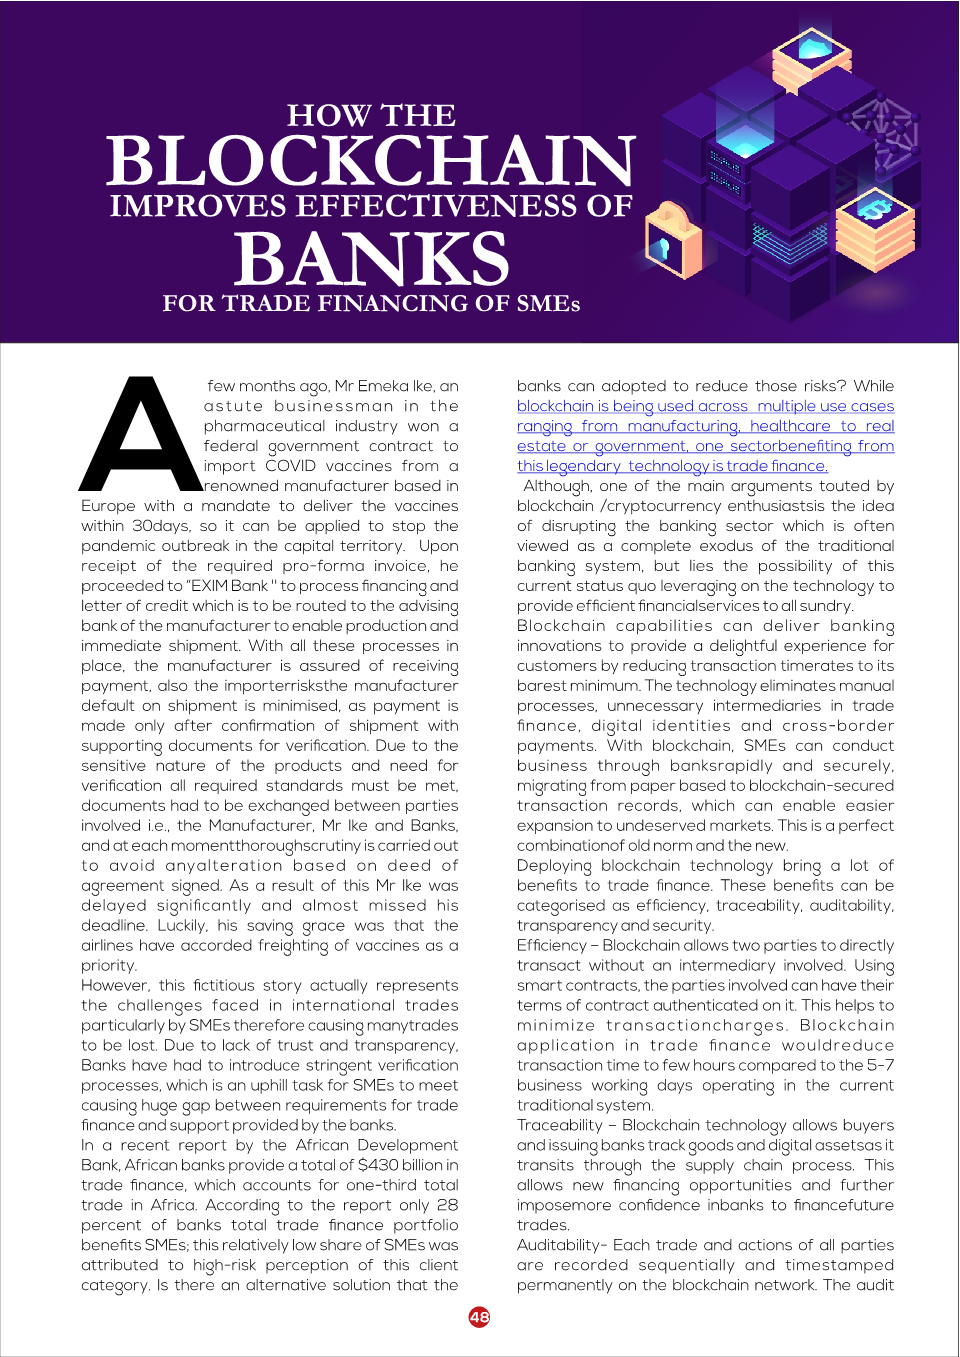 HOW THE
BLOCKCHAIN
IMPROVES EFFECTIVENESS OF
BANKS
FOR TRADE FINANCING OF SMEs
A few months ago, Mr Emeka Ike, an
astute businessman in the
pharmaceutical industry won a
federal government contract to
import COVID vaccines from a
renowned manufacturer based in
Europe with a mandate to deliver the vaccines
within 30days, so it can be applied to stop the
pandemic outbreak in the capital territory. Upon
receipt of the required pro-forma invoice, he
proceeded to “EXIM Bank " to process financing and
letter of credit which is to be routed to the advising
bank of the manufacturer to enable production and
immediate shipment. With all these processes in
place, the manufacturer is assured of receiving
payment, also the importerrisksthe manufacturer
default on shipment is minimised, as payment is
made only after confirmation of shipment with
supporting documents for verification. Due to the
sensitive nature of the products and need for
verification all required standards must be met,
documents had to be exchanged between parties
involved i.e., the Manufacturer, Mr Ike and Banks,
and at each momentthoroughscrutiny is carried out
to avoid anyalteration based on deed of
agreement signed. As a result of this Mr Ike was
delayed significantly and almost missed his
deadline. Luckily, his saving grace was that the
airlines have accorded freighting of vaccines as a
priority.
However, this fictitious story actually represents
the challenges faced in international trades
particularly by SMEs therefore causing manytrades
to be lost. Due to lack of trust and transparency,
Banks have had to introduce stringent verification
processes, which is an uphill task for SMEs to meet
causing huge gap between requirements for trade
finance and support provided by the banks.
In a recent report by the African Development
Bank, African banks provide a total of $430 billion in
trade finance, which accounts for one-third total
trade in Africa. According to the report only 28
percent of banks total trade finance portfolio
benefits SMEs; this relatively low share of SMEs was
attributed to high-risk perception of this client
category. Is there an alternative solution that the
banks can adopted to reduce those risks? While
blockchain is being used across multiple use cases
ranging from manufacturing, healthcare to real
estate or government, one sectorbenefiting from
this legendary technology is trade finance.
Although, one of the main arguments touted by
blockchain /cryptocurrency enthusiastsis the idea
of disrupting the banking sector which is often
viewed as a complete exodus of the traditional
banking system, but lies the possibility of this
current status quo leveraging on the technology to
provide efficient financialservices to all sundry.
Blockchain capabilities can deliver banking
innovations to provide a delightful experience for
customers by reducing transaction timerates to its
barest minimum. The technology eliminates manual
processes, unnecessary intermediaries in trade
finance, digital identities and cross-border
payments. With blockchain, SMEs can conduct
business through banksrapidly and securely,
migrating from paper based to blockchain-secured
transaction records, which can enable easier
expansion to undeserved markets. This is a perfect
combinationof old norm and the new.
Deploying blockchain technology bring a lot of
benefits to trade finance. These benefits can be
categorised as efficiency, traceability, auditability,
transparency and security.
Efficiency – Blockchain allows two parties to directly
transact without an intermediary involved. Using
smart contracts, the parties involved can have their
terms of contract authenticated on it. This helps to
minimize transactioncharges. Blockchain
application in trade finance wouldreduce
transaction time to few hours compared to the 5-7
business working days operating in the current
traditional system.
Traceability – Blockchain technology allows buyers
and issuing banks track goods and digital assetsas it
transits through the supply chain process. This
allows new financing opportunities and further
imposemore confidence inbanks to financefuture
trades.
Auditability- Each trade and actions of all parties
are recorded sequentially and timestamped
permanently on the blockchain network. The audit
48